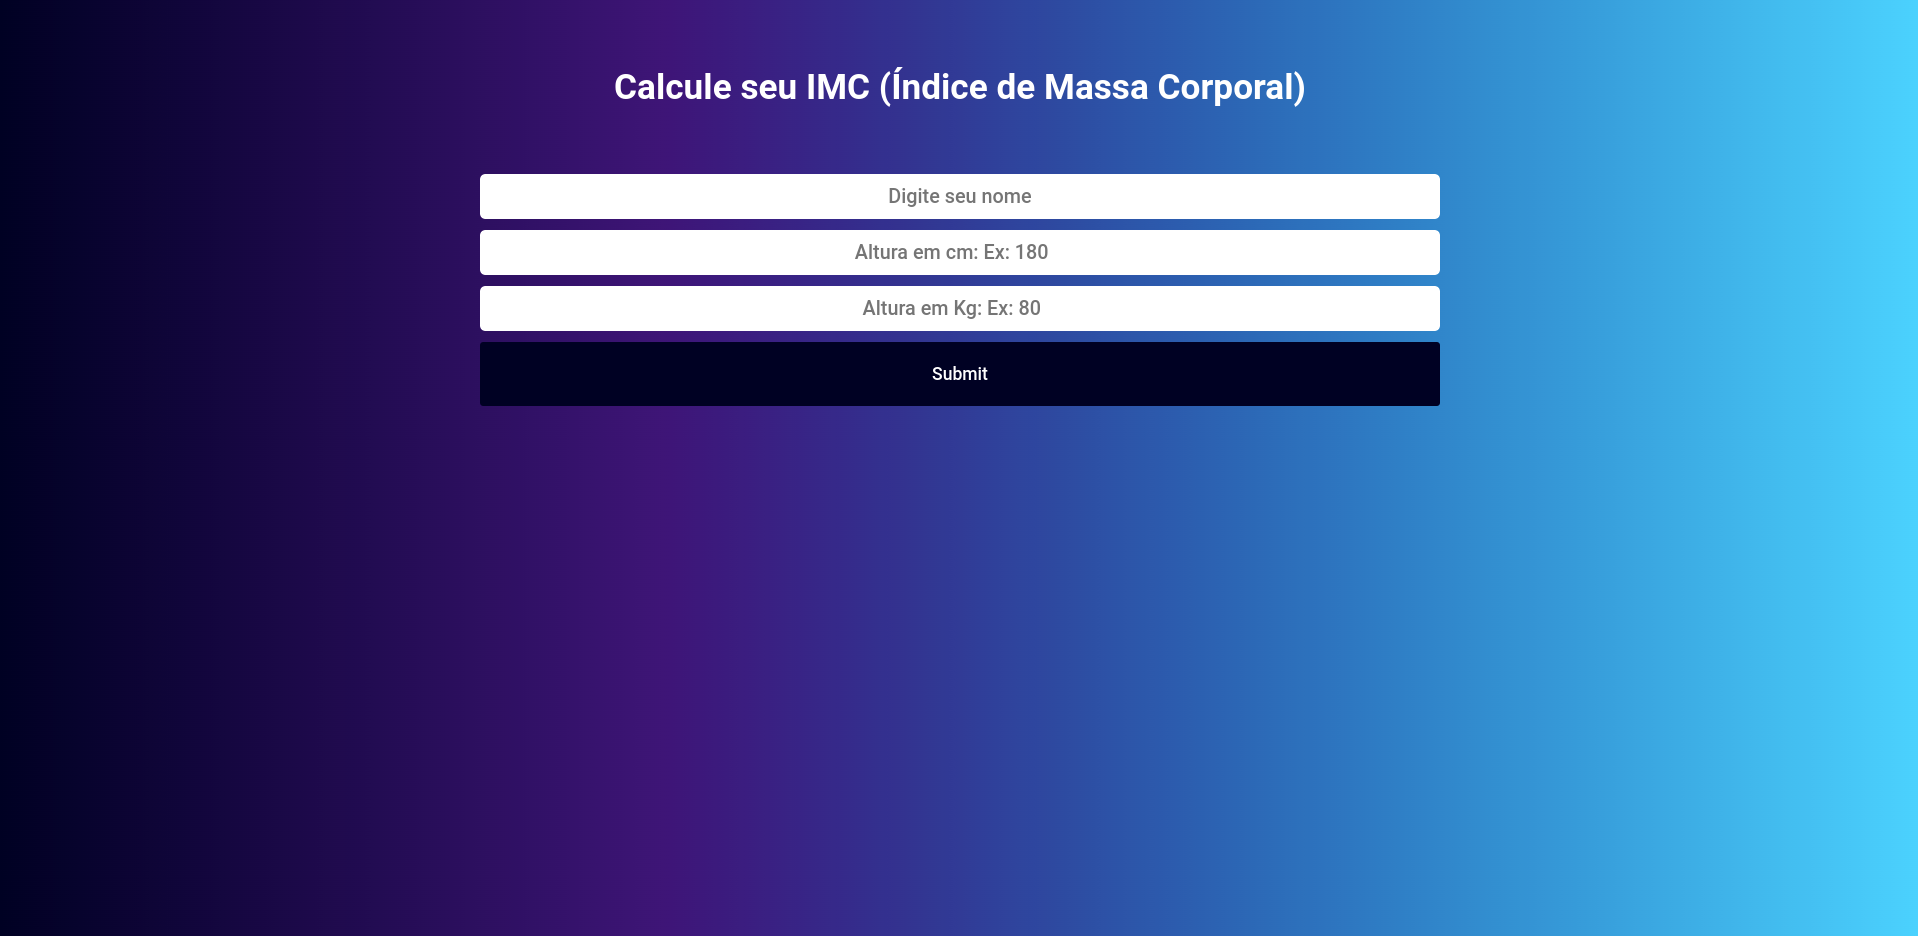 Calcule seu IMC (Índice de Massa Corporal)
Digite seu nome
Altura em cm: Ex: 180
Altura em Kg: Ex: 80
Submit